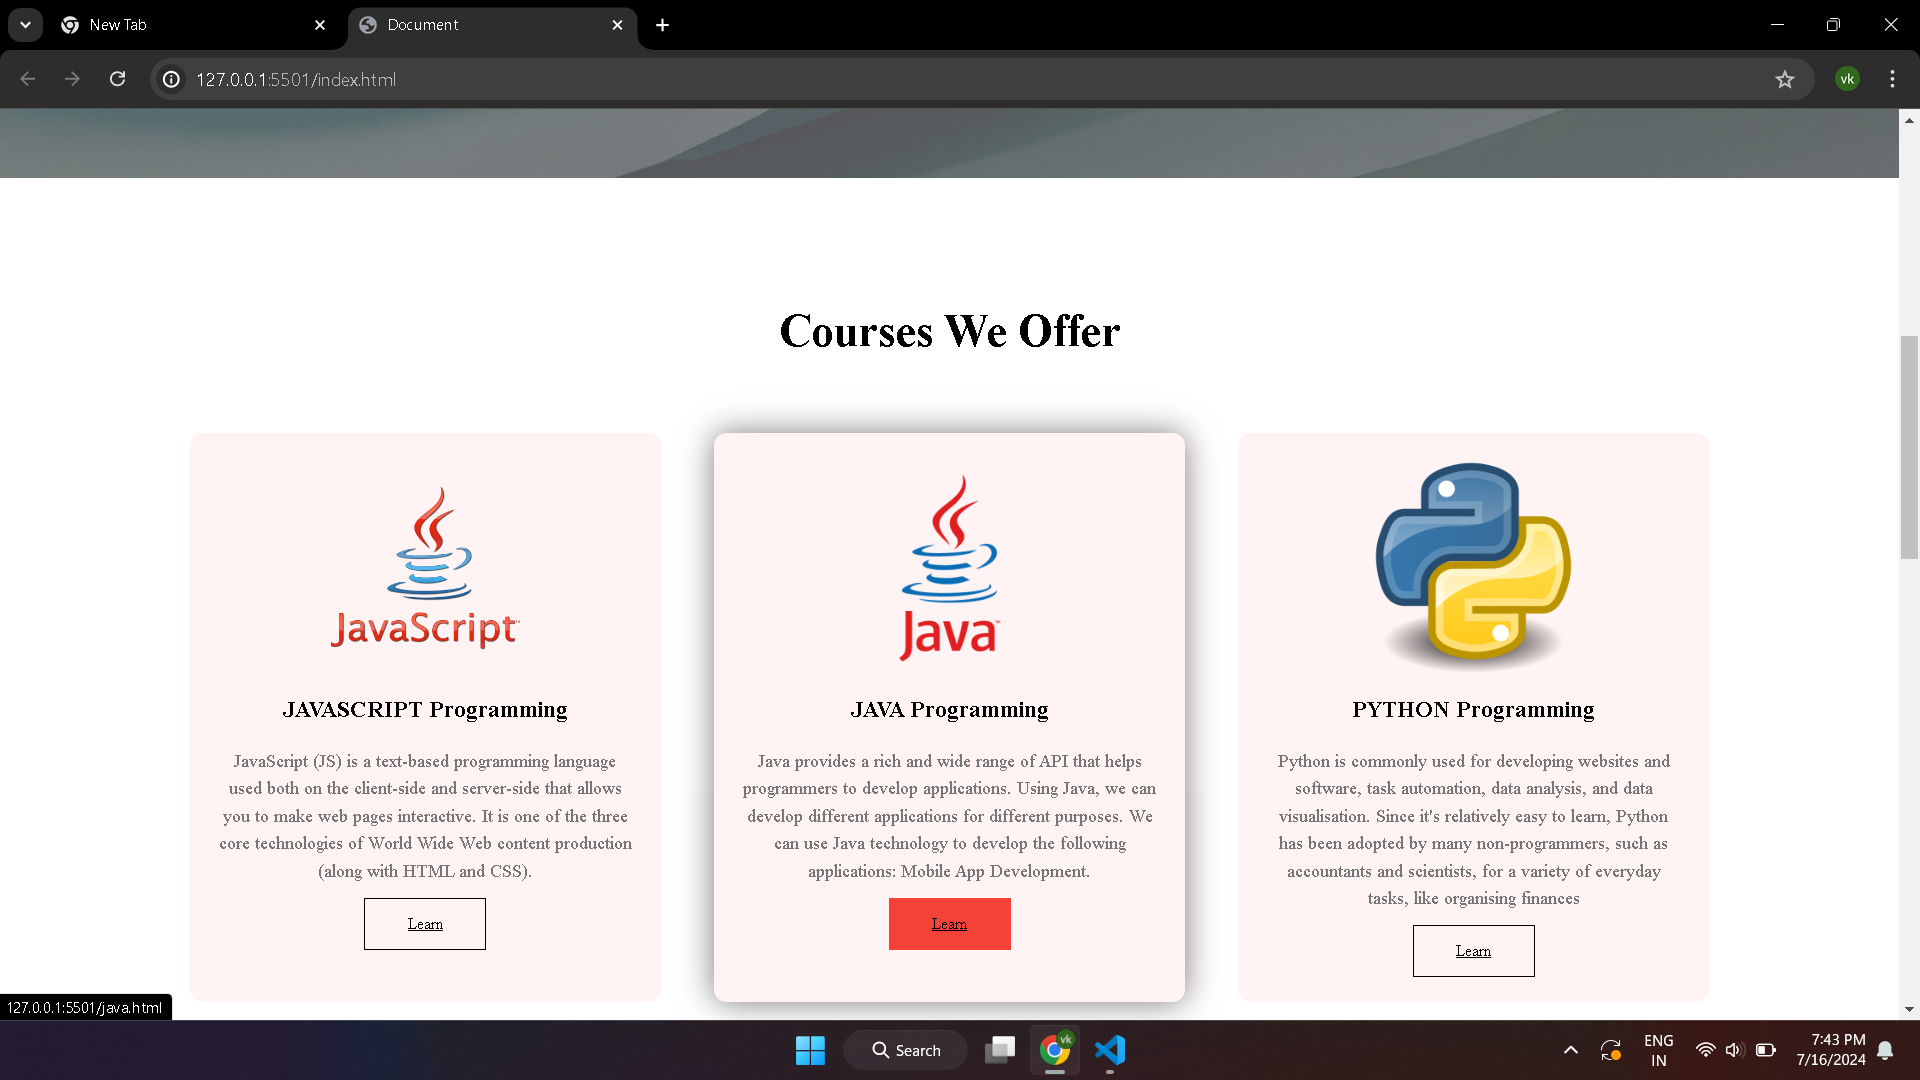 New Tab
Document
127.0.0.1:5501/index.html
vk
Courses We Offer
JavaScript™
JAVASCRIPT Programming
JavaScript (JS) is a text-based programming language
used both on the client-side and server-side that allows
you to make web pages interactive. It is one of the three
core technologies of World Wide Web content production
(along with HTML and CSS).
Learn
Java™
JAVA Programming
Java provides a rich and wide range of API that helps
programmers to develop applications. Using Java, we can
develop different applications for different purposes. We
can use Java technology to develop the following
applications: Mobile App Development.
Learn
PYTHON Programming
Python is commonly used for developing websites and
software, task automation, data analysis, and data
visualisation. Since it's relatively easy to learn, Python
has been adopted by many non-programmers, such as
accountants and scientists, for a variety of everyday
tasks, like organising finances
Learn
127.0.0.1:5501/java.html
Search
vk
ENG
IN
7:43 PM
7/16/2024